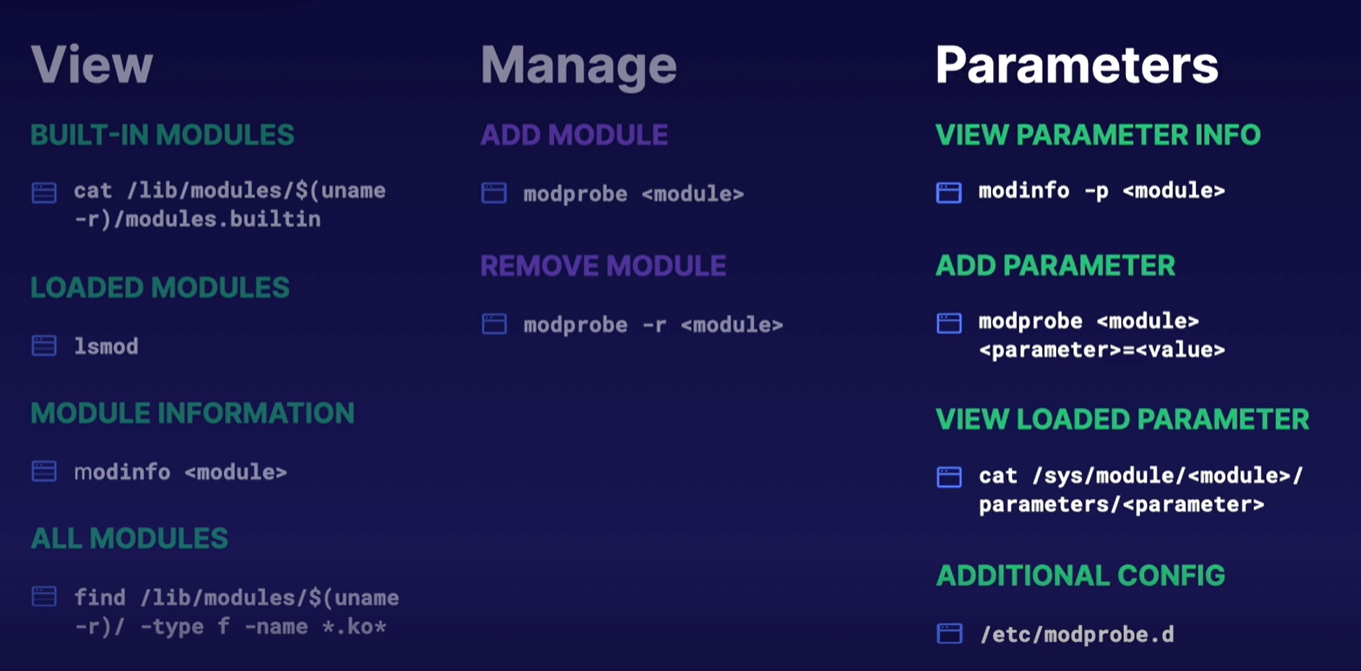 View
BUILT-IN MODULES
cat /lib/modules/$(uname
-r)/modules.builtin
LOADED MODULES
lsmod
MODULE INFORMATION
modinfo <module>
ALL MODULES
find /lib/modules/$(uname
-r)/ -type f -name *.ko*
Manage
ADD MODULE
modprobe <module>
REMOVE MODULE
modprobe -r <module>
Parameters
VIEW PARAMETER INFO
modinfo -p <module>
ADD PARAMETER
modprobe <module>
<parameter>=<value>
VIEW LOADED PARAMETER
cat /sys/module/<module>/
parameters/<parameter>
ADDITIONAL CONFIG
/etc/modprobe.d